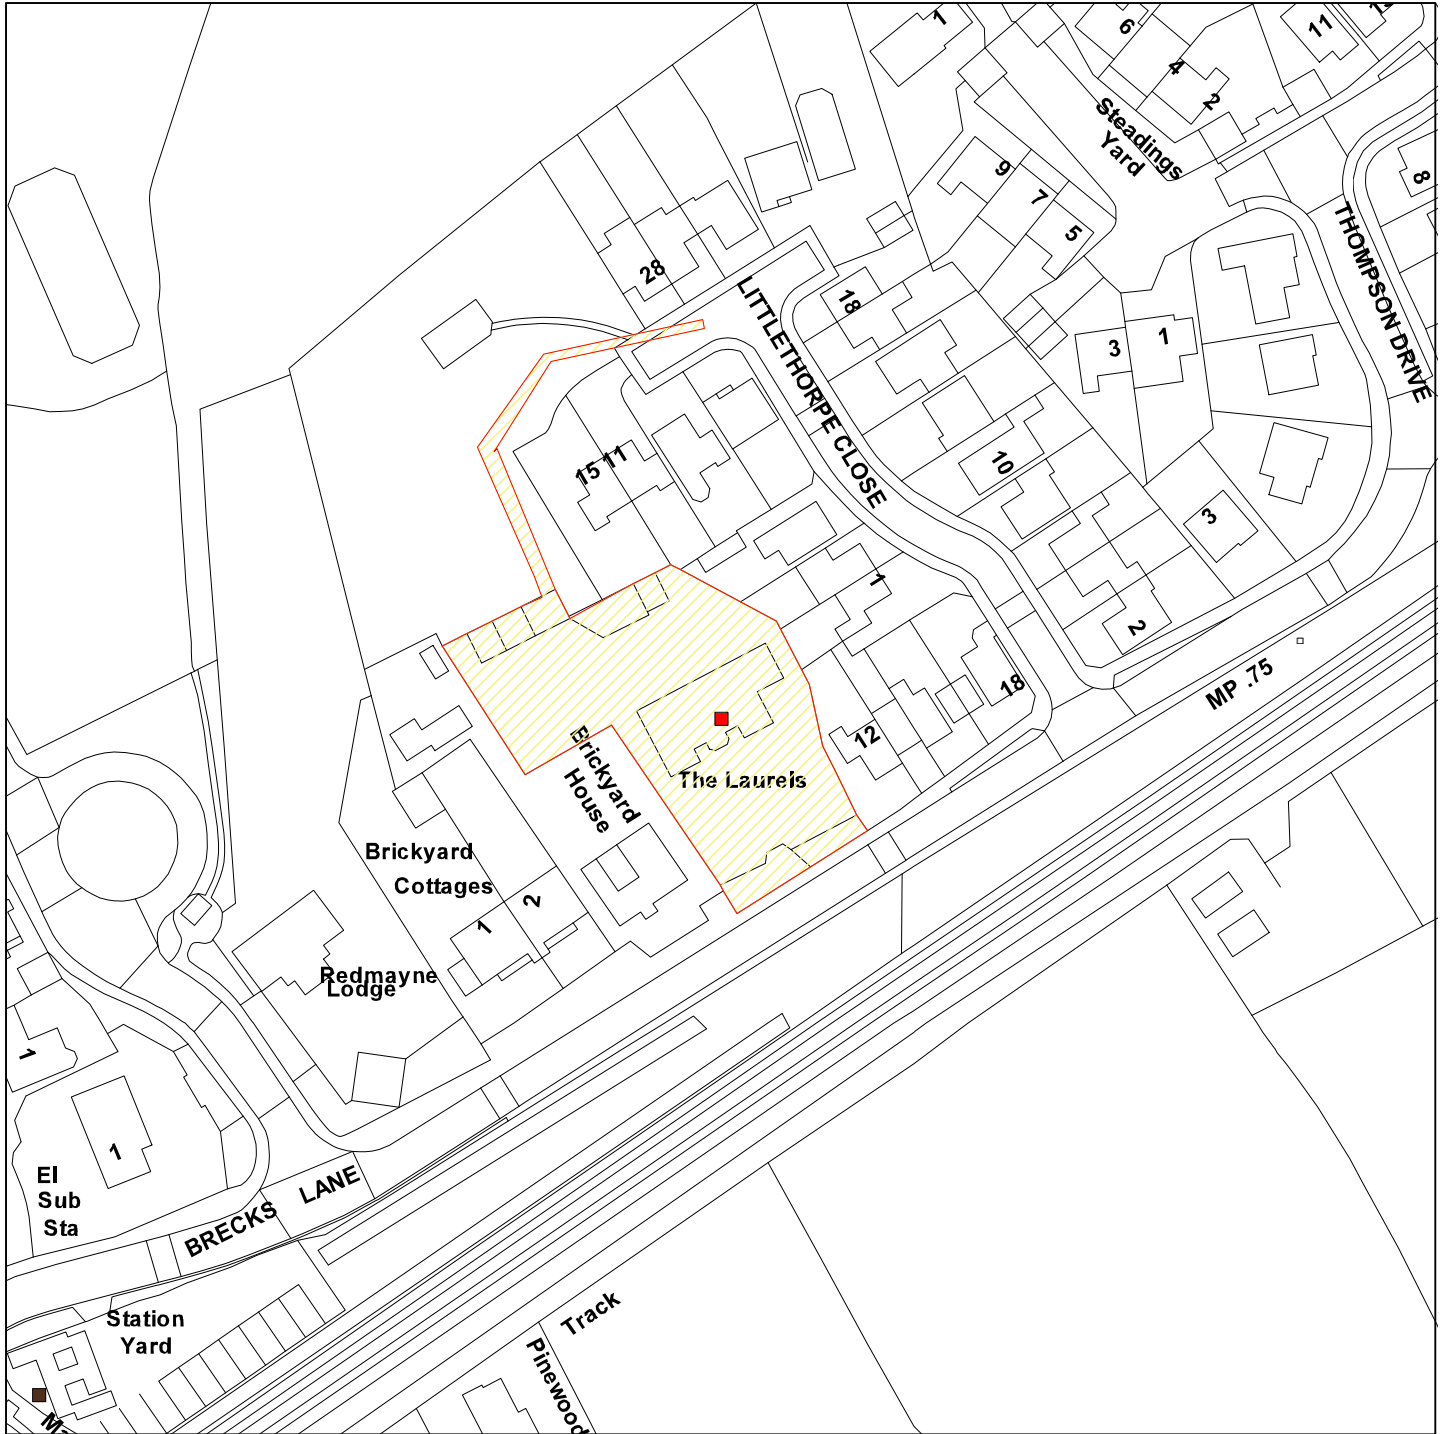 1
6
4
2
11
Steadings
Yard
9
7
5
8
THOMPSON DRIVE
28
18
LITTLETHORPE CLOSE
3
1
15 11
10
3
1
2
18
MP .75
12
Brickyard
House
The Laurels
Brickyard
Cottages
2
1
Redmayne
Lodge
1
1
El
Sub
Sta
BRECKS LANE
Station
Yard
Track
Pinewood